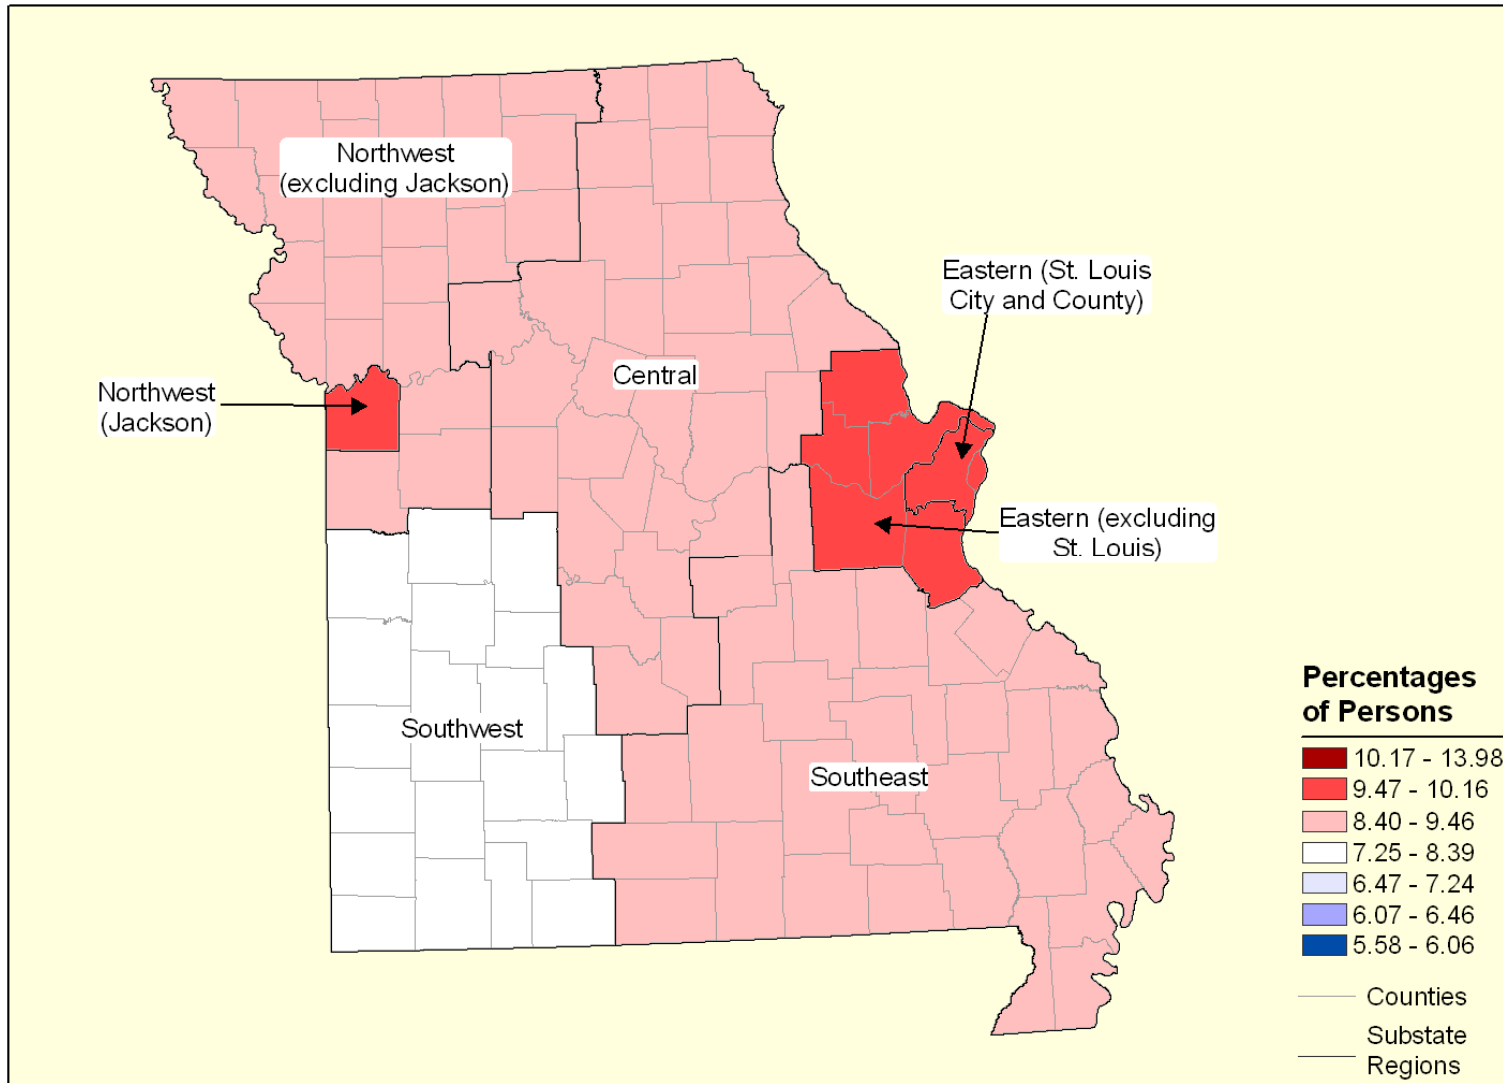 Northwest
(excluding Jackson)
Eastern (St. Louis
City and County)
Central
Northwest
(Jackson)
Eastern (excluding
St. Louis)
Southwest
Southeast
Percentages
of Persons
10.17 - 13.98
9.47 - 10.16
8.40 - 9.46
7.25 - 8.39
6.47 - 7.24
6.07 - 6.46
5.58 - 6.06
Counties
Substate
Regions